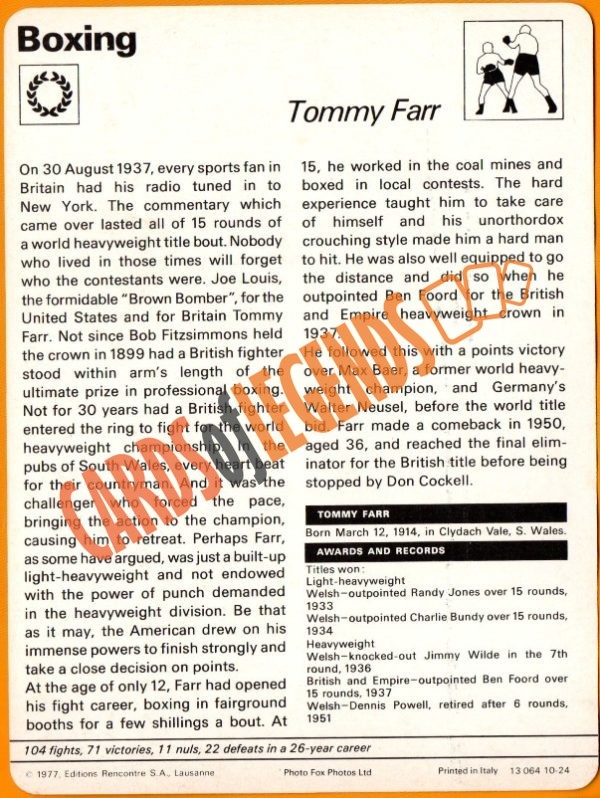 Boxing
Tommy Farr
On 30 August 1937, every sports fan in
Britain had his radio tuned in to
New York. The commentary which
came over lasted all of 15 rounds of
a world heavyweight title bout. Nobody
who lived in those times will forget
who the contestants were. Joe Louis,
the formidable "Brown Bomber", for the
United States and for Britain Tommy
Farr. Not since Bob Fitzsimmons held
the crown in 1899 had a British fighter
stood within arm's length of the
ultimate prize in professional boxing.
Not for 30 years had a British fighter
entered the ring to fight for the world
heavyweight championship. In the
pubs of South Wales, every heart beat
for their countryman. And it was the
challenger who forced the pace,
bringing the action to the champion,
causing him to retreat. Perhaps Farr,
as some have argued, was just a built-up
light-heavyweight and not endowed
with the power of punch demanded
in the heavyweight division. Be that
as it may, the American drew on his
immense powers to finish strongly and
take a close decision on points.
At the age of only 12, Farr had opened
his fight career, boxing in fairground
booths for a few shillings a bout. At
15, he worked in the coal mines and
boxed in local contests. The hard
experience taught him to take care
of himself and his unorthodox
crouching style made him a hard man
to hit. He was also well equipped to go
the distance and did so when he
outpointed Ben Foord for the British
and Empire heavyweight crown in
1937.
He followed this with a points victory
over Max Baer, a former world heavy-
weight champion, and Germany's
Walter Neusel, before the world title
bid. Farr made a comeback in 1950,
aged 36, and reached the final elim-
inator for the British title before being
stopped by Don Cockell.
TOMMY FARR
Born March 12, 1914, in Clydach Vale, S. Wales.
AWARDS AND RECORDS
Titles won:
Light-heavyweight
Welsh–outpointed Randy Jones over 15 rounds,
1933
Welsh–outpointed Charlie Bundy over 15 rounds,
1934
Heavyweight
Welsh–knocked-out Jimmy Wilde in the 7th
round, 1936
British and Empire–outpointed Ben Foord over
15 rounds, 1937
Welsh–Dennis Powell, retired after 6 rounds,
1951
104 fights, 71 victories, 11 nuls, 22 defeats in a 26-year career
© 1977, Editions Rencontre S.A., Lausanne
Photo Fox Photos Ltd
Printed in Italy 13 064 10-24
CARDS of LEGENDS